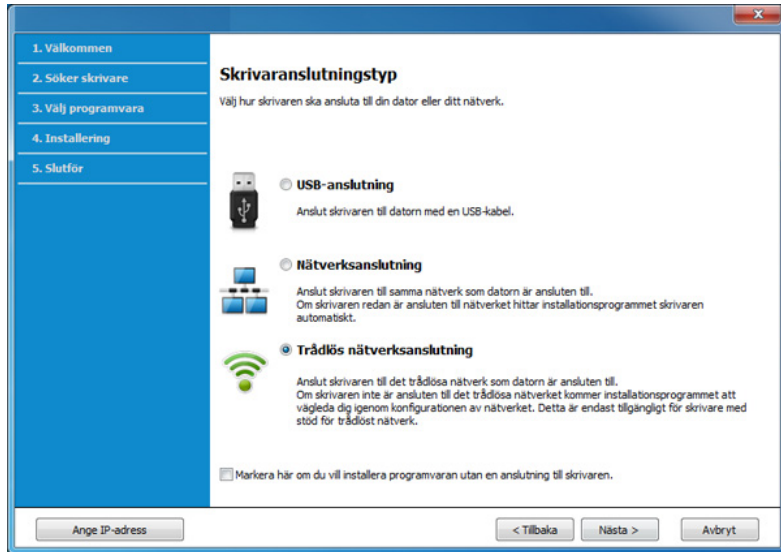 1. Välkommen
2. Söker skrivare
3. Välj programvara
4. Installering
5. Slutför
Skrivaranslutningstyp
Välj hur skrivaren ska ansluta till din dator eller ditt nätverk.
USB-anslutning
Anslut skrivaren till datorn med en USB-kabel.
Nätverksanslutning
Anslut skrivaren till samma nätverk som datorn är ansluten till.
Om skrivaren redan är ansluten till nätverket hittar installationsprogrammet skrivaren
automatiskt.
Trådlös nätverksanslutning
Anslut skrivaren till det trådlösa nätverk som datorn är ansluten till.
Om skrivaren inte är ansluten till det trådlösa nätverket kommer installationsprogrammet att
vägleda dig igenom konfigurationen av nätverket. Detta är endast tillgängligt för skrivare med
stöd för trådlöst nätverk.
Markera här om du vill installera programvaran utan en anslutning till skrivaren.
Ange IP-adress
< Tillbaka
Nästa >
Avbryt